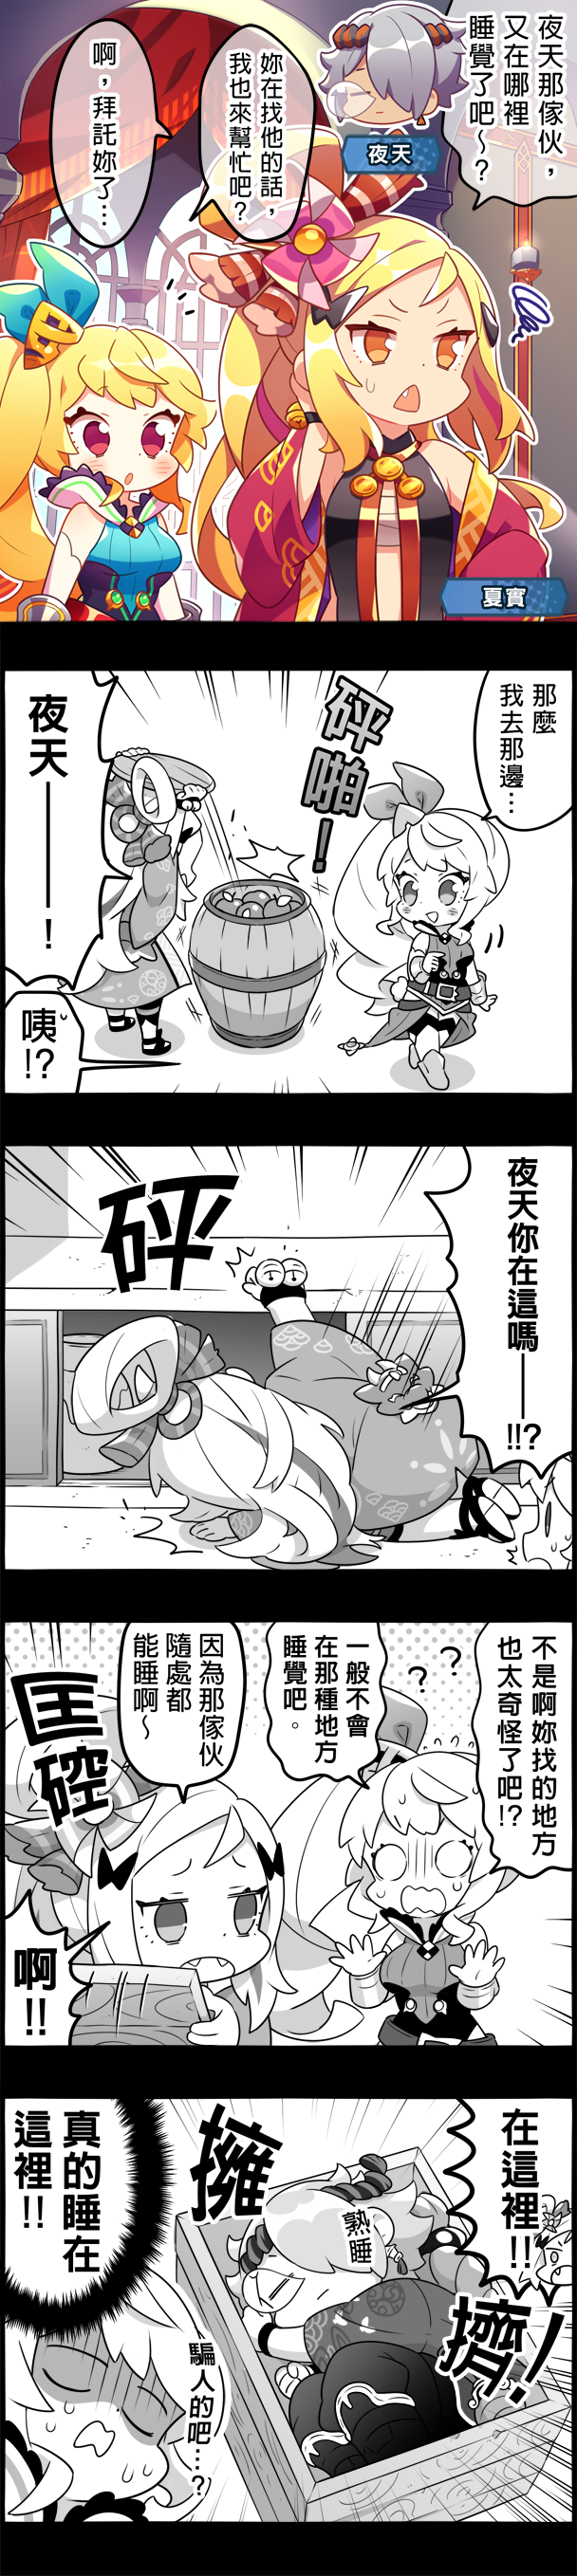 夜天那傢伙，
又在哪裡
睡覺了吧～？
夜天
妳在找他的話，
我也來幫忙吧？
啊，拜託妳了…
夏實
那麼
我去那邊…
砰啪！
夜天——！
咦!?
夜天你在這嗎——!!?
砰
不是啊妳找的地方
也太奇怪了吧!?
？
？
一般不會
在那種地方
睡覺吧。
因為那傢伙
隨處都
能睡啊～
匡硿
啊!!
在這裡!!
擁
擠！
熟睡
真的睡在
這裡!!
騙人的吧…？